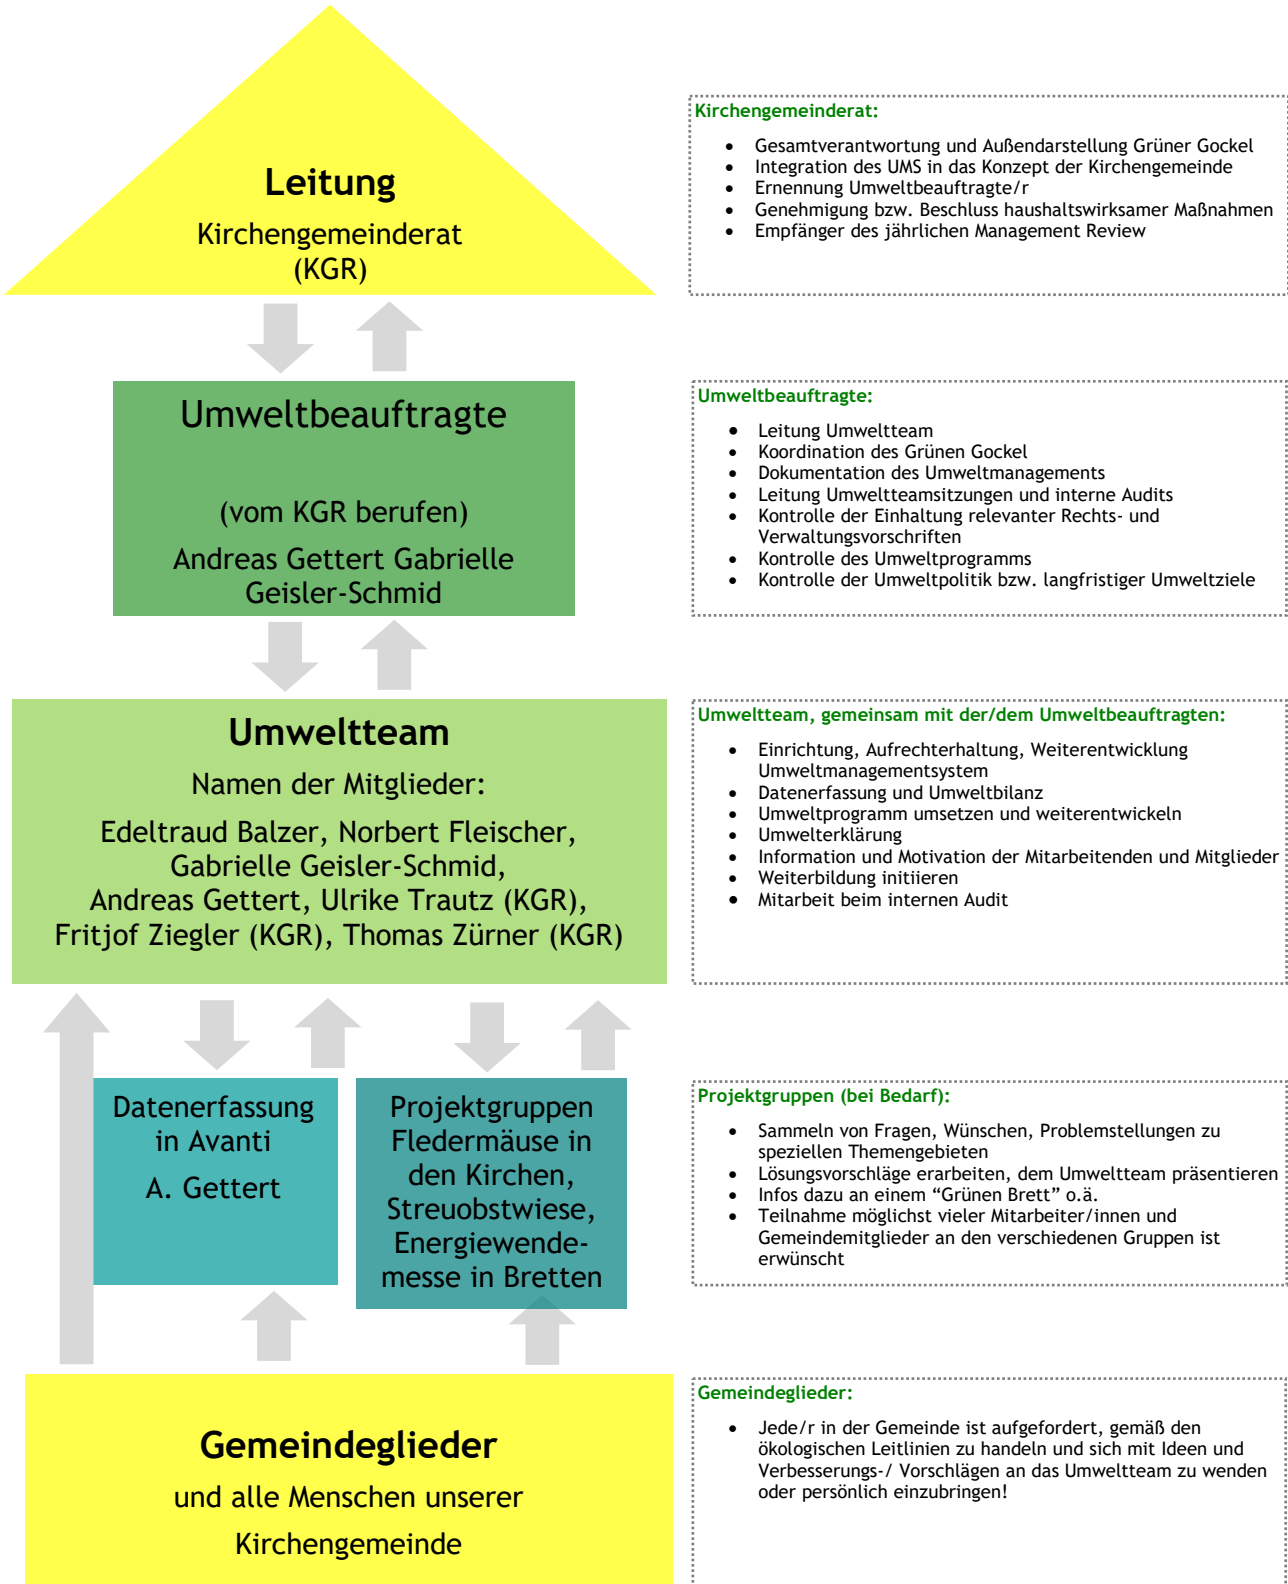 Leitung
Kirchengemeinderat
(KGR)
Kirchengemeinderat:
• Gesamtverantwortung und Außendarstellung Grüner Gockel
• Integration des UMS in das Konzept der Kirchengemeinde
• Ernennung Umweltbeauftragte/r
• Genehmigung bzw. Beschluss haushaltswirksamer Maßnahmen
• Empfänger des jährlichen Management Review
Umweltbeauftragte
(vom KGR berufen)
Andreas Gettert Gabrielle
Geisler-Schmid
Umweltbeauftragte:
• Leitung Umweltteam
• Koordination des Grünen Gockel
• Dokumentation des Umweltmanagements
• Leitung Umweltteamsitzungen und interne Audits
• Kontrolle der Einhaltung relevanter Rechts- und
Verwaltungsvorschriften
• Kontrolle des Umweltprogramms
• Kontrolle der Umweltpolitik bzw. langfristiger Umweltziele
Umweltteam
Namen der Mitglieder:
Edeltraud Balzer, Norbert Fleischer,
Gabrielle Geisler-Schmid,
Andreas Gettert, Ulrike Trautz (KGR),
Fritjof Ziegler (KGR), Thomas Zürner (KGR)
Umweltteam, gemeinsam mit der/dem Umweltbeauftragten:
• Einrichtung, Aufrechterhaltung, Weiterentwicklung
Umweltmanagementsystem
• Datenerfassung und Umweltbilanz
• Umweltprogramm umsetzen und weiterentwickeln
• Umwelterklärung
• Information und Motivation der Mitarbeitenden und Mitglieder
• Weiterbildung initiieren
• Mitarbeit beim internen Audit
Datenerfassung
in Avanti
A. Gettert
Projektgruppen
Fledermäuse in
den Kirchen,
Streuobstwiese,
Energiewende-
messe in Bretten
Projektgruppen (bei Bedarf):
• Sammeln von Fragen, Wünschen, Problemstellungen zu
speziellen Themengebieten
• Lösungsvorschläge erarbeiten, dem Umweltteam präsentieren
• Infos dazu an einem “Grünen Brett” o.ä.
• Teilnahme möglichst vieler Mitarbeiter/innen und
Gemeindemitglieder an den verschiedenen Gruppen ist
erwünscht
Gemeindeglieder
und alle Menschen unserer
Kirchengemeinde
Gemeindeglieder:
• Jede/r in der Gemeinde ist aufgefordert, gemäß den
ökologischen Leitlinien zu handeln und sich mit Ideen und
Verbesserungs-/ Vorschlägen an das Umweltteam zu wenden
oder persönlich einzubringen!